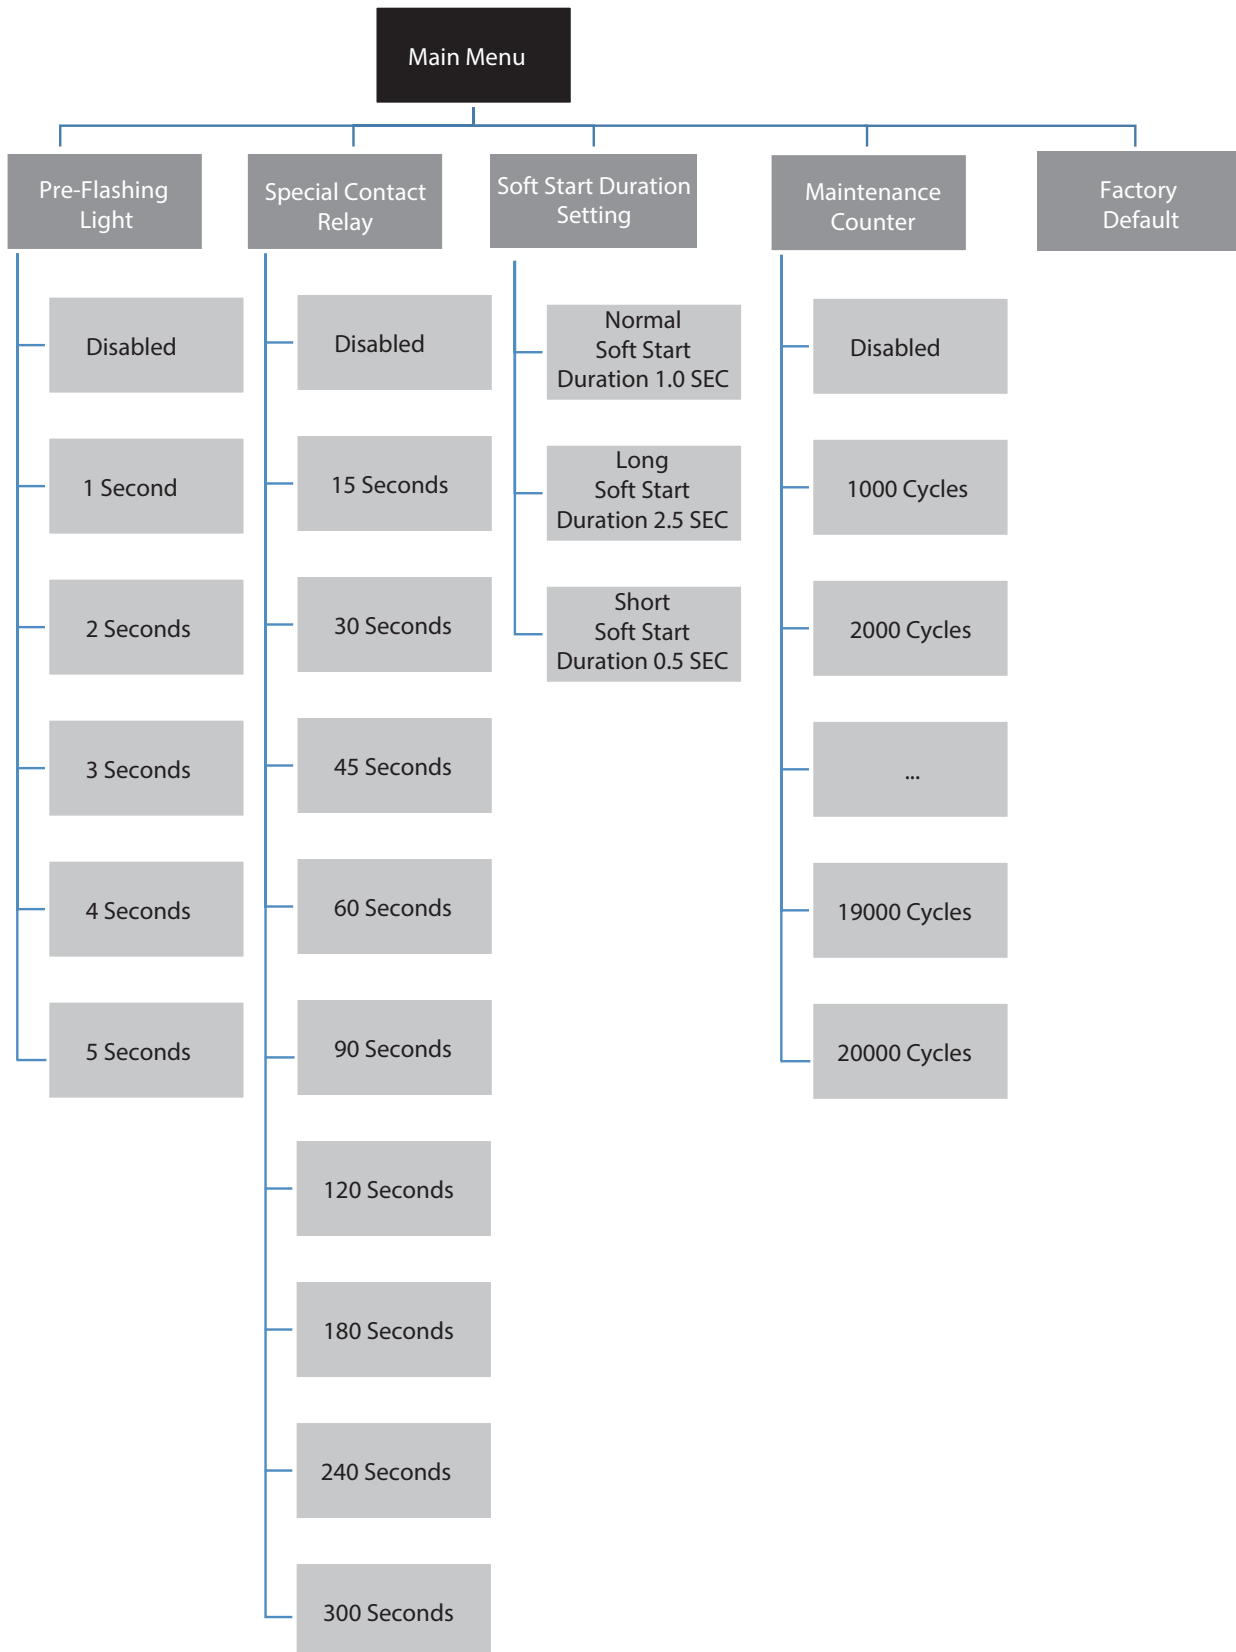 Main Menu
Pre-Flashing
Light
Disabled
1 Second
2 Seconds
3 Seconds
4 Seconds
5 Seconds
Special Contact
Relay
Disabled
15 Seconds
30 Seconds
45 Seconds
60 Seconds
90 Seconds
120 Seconds
180 Seconds
240 Seconds
300 Seconds
Soft Start Duration
Setting
Normal
Soft Start
Duration 1.0 SEC
Long
Soft Start
Duration 2.5 SEC
Short
Soft Start
Duration 0.5 SEC
Maintenance
Counter
Disabled
1000 Cycles
2000 Cycles
...
19000 Cycles
20000 Cycles
Factory
Default